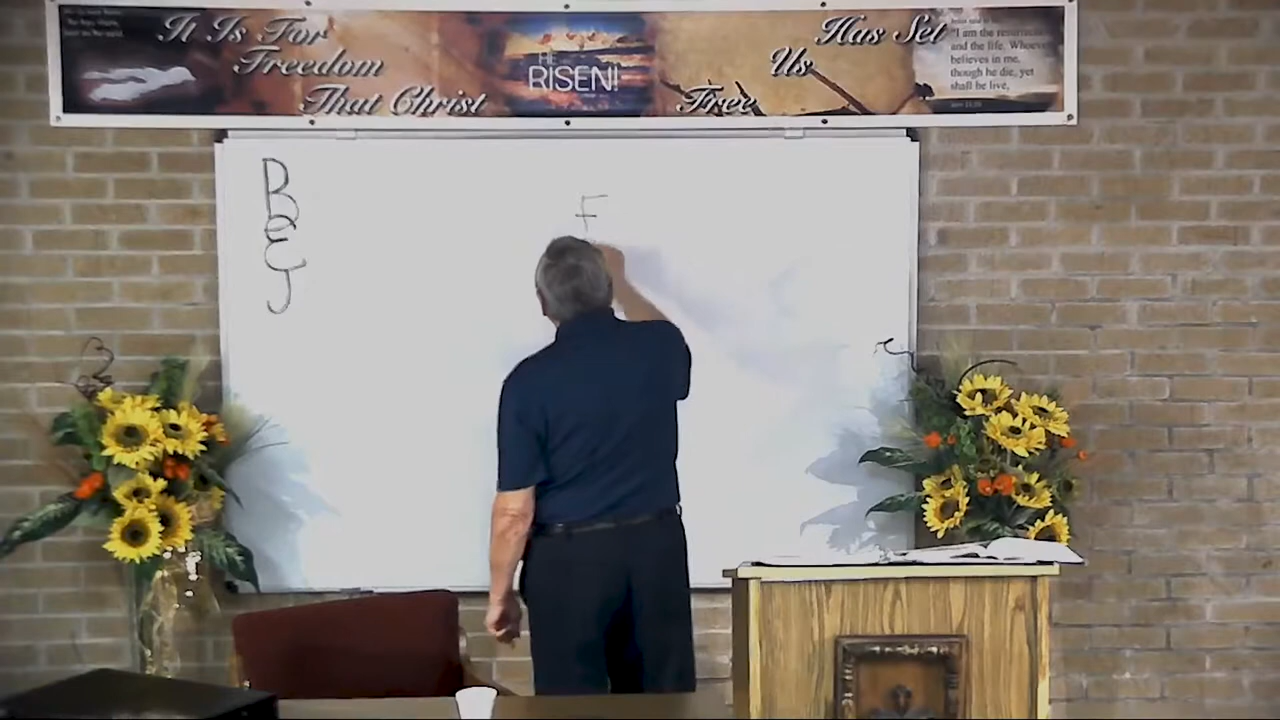 It Is For
Freedom
That Christ
HE
RISEN!
Has Set
Us
Free
"I am the resurrection
and the life. Whoever
believes in me,
though he die, yet
shall he live,
B
E
J
F